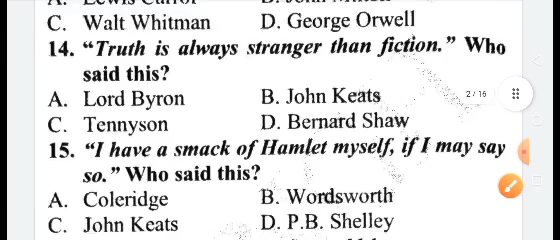 C. Walt Whitman D. George Orwell
14. “Truth is always stranger than fiction.” Who
said this?
A. Lord Byron B. John Keats
C. Tennyson D. Bernard Shaw
2 / 16
15. “I have a smack of Hamlet myself, if I may say
so.” Who said this?
A. Coleridge B. Wordsworth
C. John Keats D. P.B. Shelley